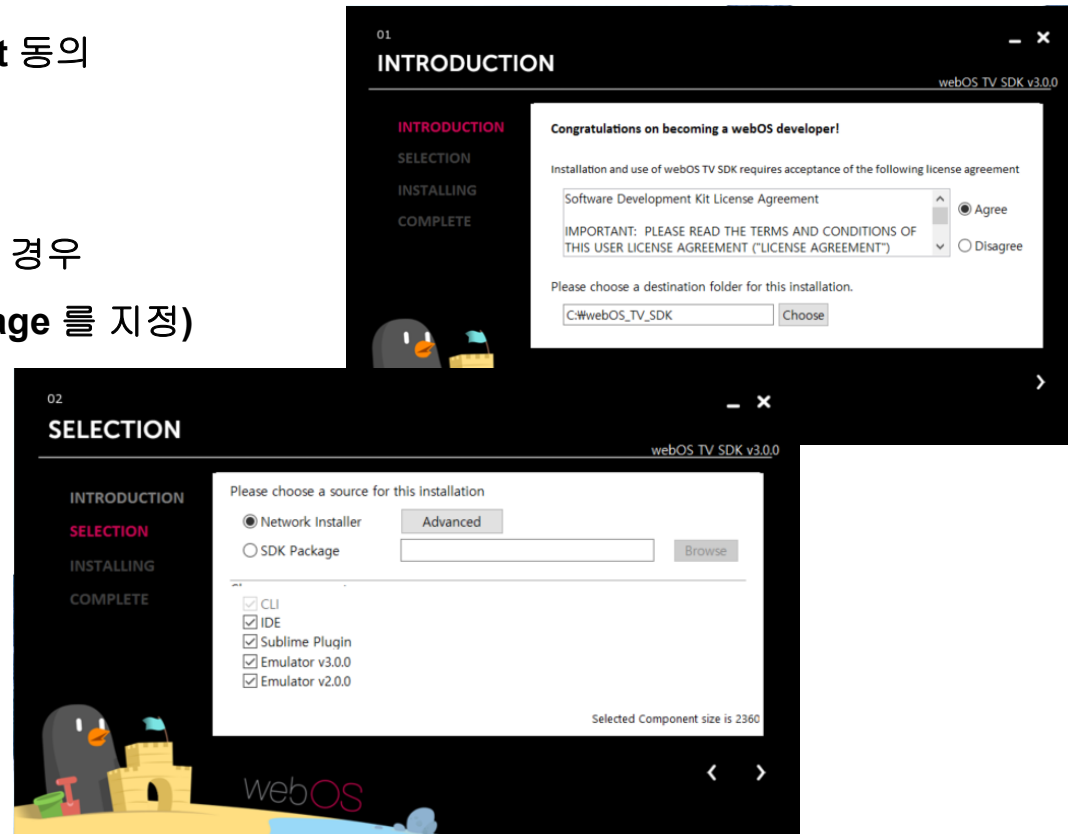 t 동의
경우
age 를 지정)
01
INTRODUCTION
webOS TV SDK v3.0.0
INTRODUCTION
SELECTION
INSTALLING
COMPLETE
Congratulations on becoming a webOS developer!
Installation and use of webOS TV SDK requires acceptance of the following license agreement
Software Development Kit License Agreement
IMPORTANT: PLEASE READ THE TERMS AND CONDITIONS OF
THIS USER LICENSE AGREEMENT ("LICENSE AGREEMENT")
Agree
Disagree
Please choose a destination folder for this installation.
C:₩webOS_TV_SDK
Choose
02
SELECTION
webOS TV SDK v3.0.0
INTRODUCTION
SELECTION
INSTALLING
COMPLETE
Please choose a source for this installation
Network Installer
Advanced
SDK Package
Browse
CLI
IDE
Sublime Plugin
Emulator v3.0.0
Emulator v2.0.0
Selected Component size is 2360
webOS